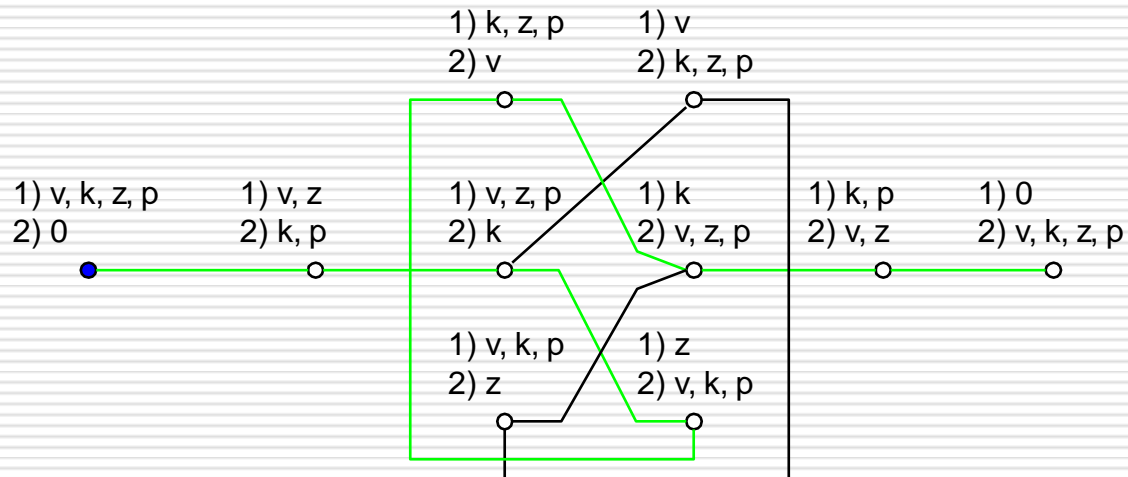 1) k, z, p
2) v
1) v
2) k, z, p
1) v, k, z, p
2) 0
1) v, z
2) k, p
1) v, z, p
2) k
1) k
2) v, z, p
1) k, p
2) v, z
1) 0
2) v, k, z, p
1) v, k, p
2) z
1) z
2) v, k, p